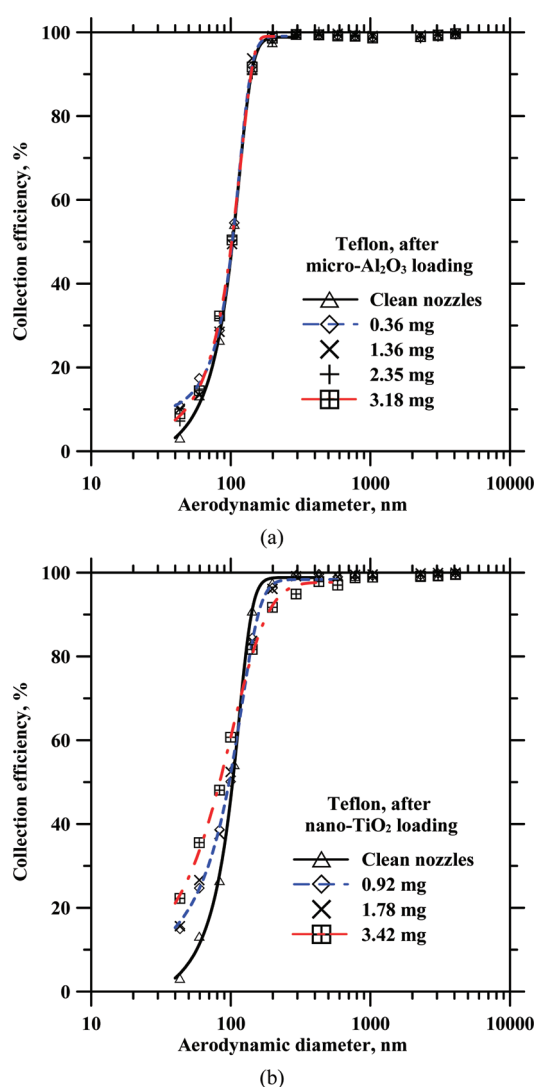 100
80
60
40
20
0
Collection efficiency, %
Teflon, after
micro-Al₂O₃ loading
Clean nozzles
0.36 mg
1.36 mg
2.35 mg
3.18 mg
10 100 1000 10000
Aerodynamic diameter, nm
(a)
100
80
60
40
20
0
Collection efficiency, %
Teflon, after
nano-TiO₂ loading
Clean nozzles
0.92 mg
1.78 mg
3.42 mg
10 100 1000 10000
Aerodynamic diameter, nm
(b)